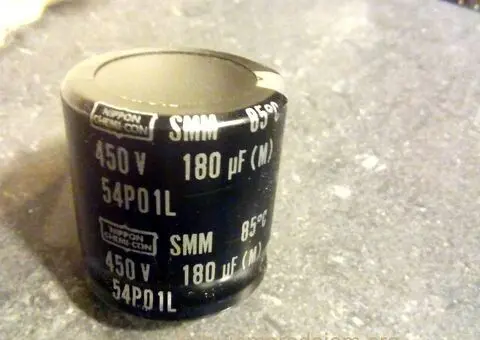 NIPPON
CHEMI-CON
SMM 85°C
450 V 180 µF (M)
54P01L
NIPPON
CHEMI-CON
SMM 85°C
450 V 180 µF (M)
54P01L